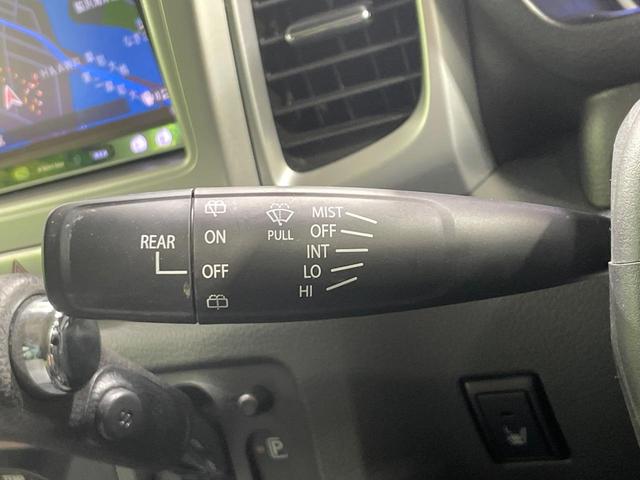 REAR
ON
OFF
PULL
MIST
OFF
INT
LO
HI
P